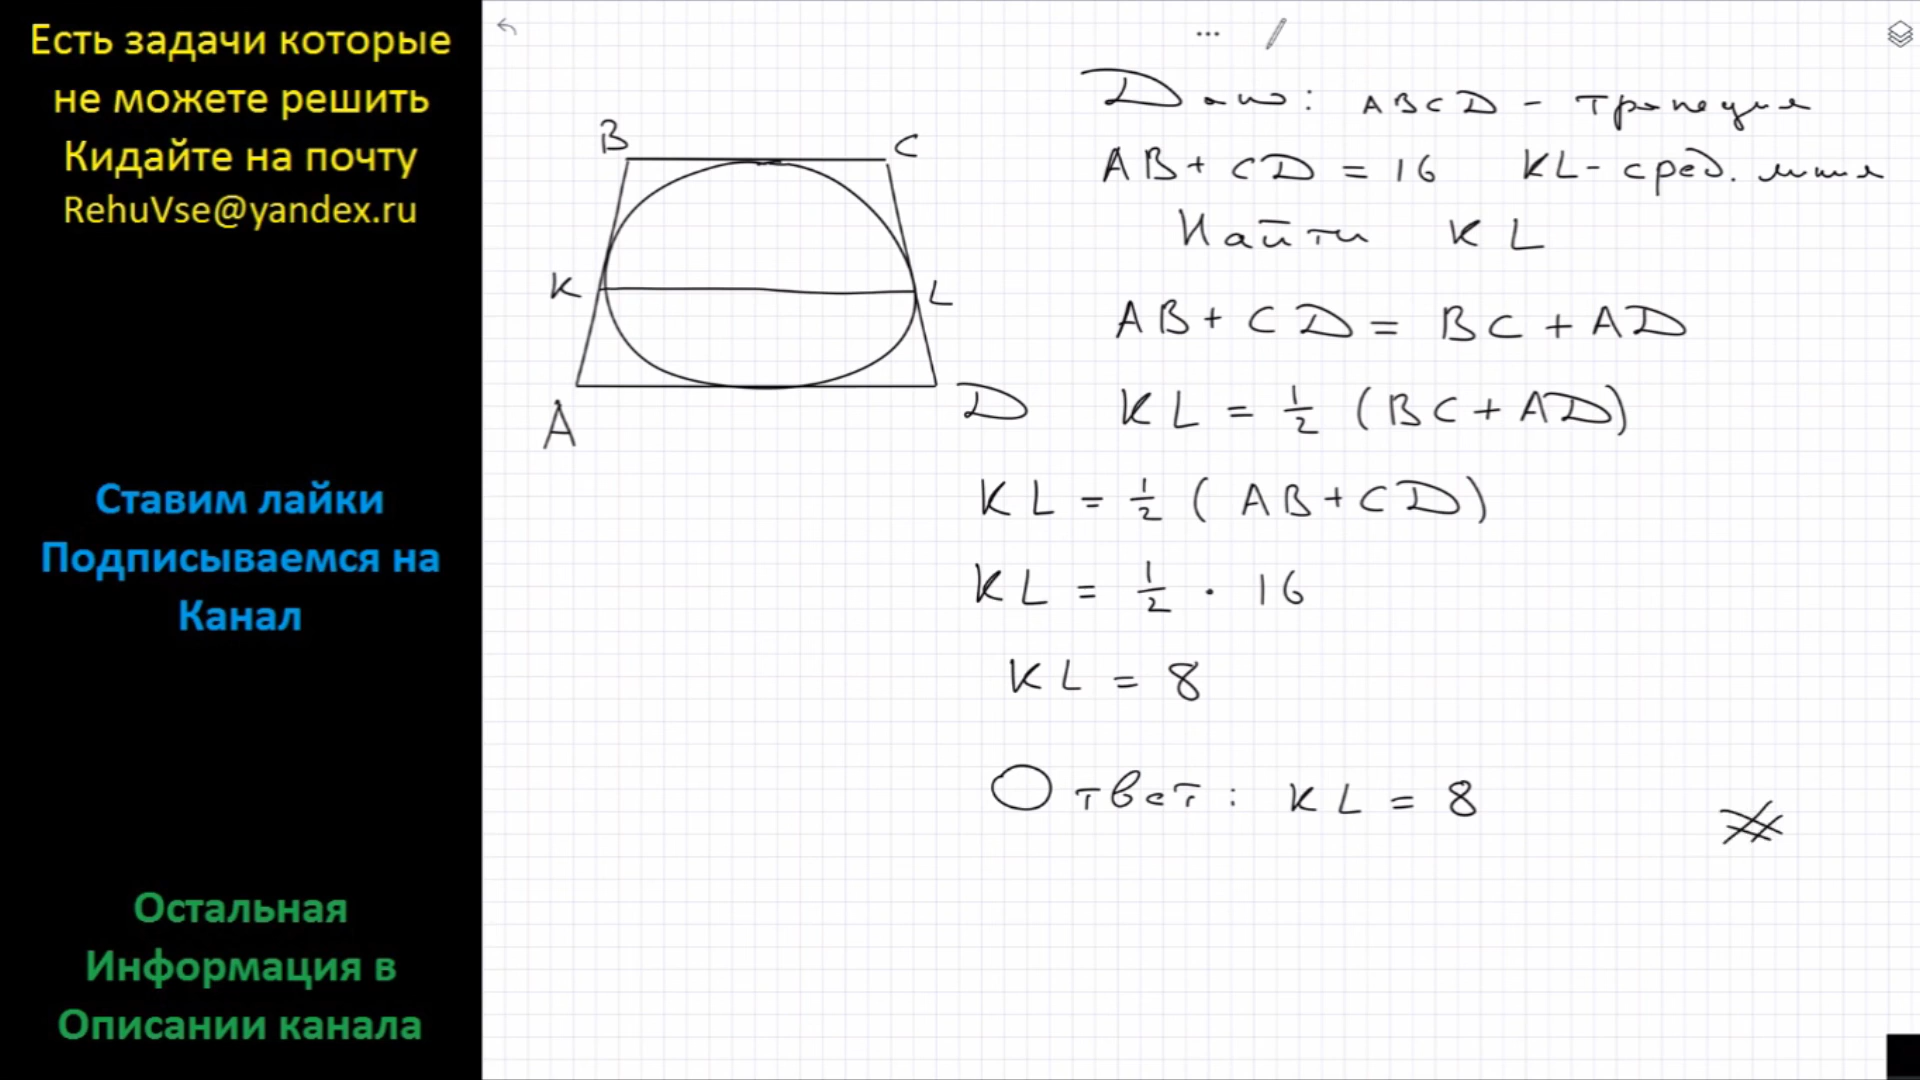 Есть задачи которые
не можете решить
Кидайте на почту
RehuVse@yandex.ru
Ставим лайки
Подписываемся на
Канал
Остальная
Информация в
Описании канала
B
C
K
L
A
D
Дано: ABCD - трапеция
AB + CD = 16 KL - сред. линия
Найти KL
AB + CD = BC + AD
KL = 1/2 (BC + AD)
KL = 1/2 (AB + CD)
KL = 1/2 · 16
KL = 8
Ответ: KL = 8